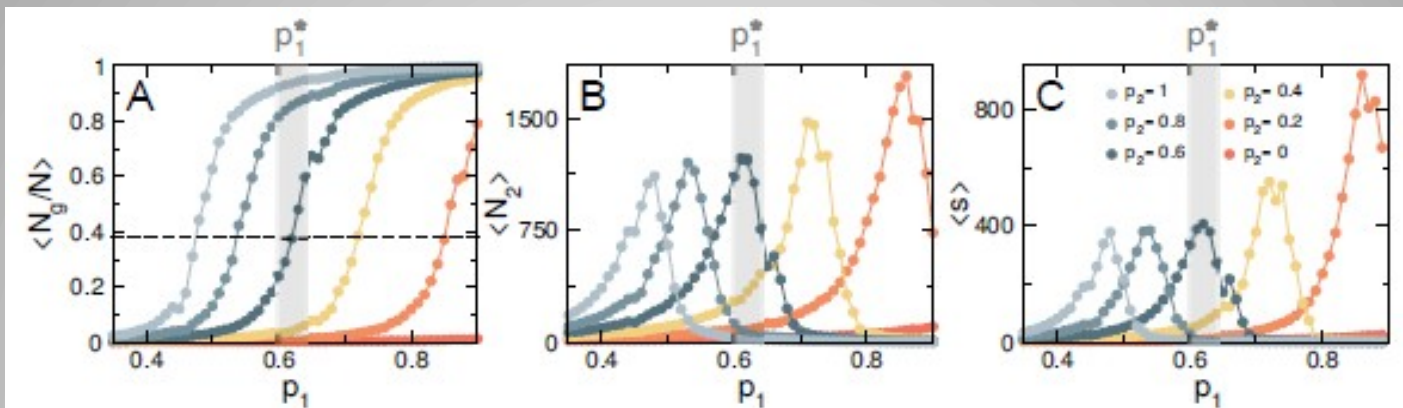 p₁*
p₁*
p₁*
A
B
C
<N_g/N>
0
0.2
0.4
0.6
0.8
1
0.4
0.6
0.8
p₁
<N₂>
0
750
1500
0.4
0.6
0.8
p₁
<s>
0
400
800
0.4
0.6
0.8
p₁
p₂= 1
p₂= 0.8
p₂= 0.6
p₂= 0.4
p₂= 0.2
p₂= 0